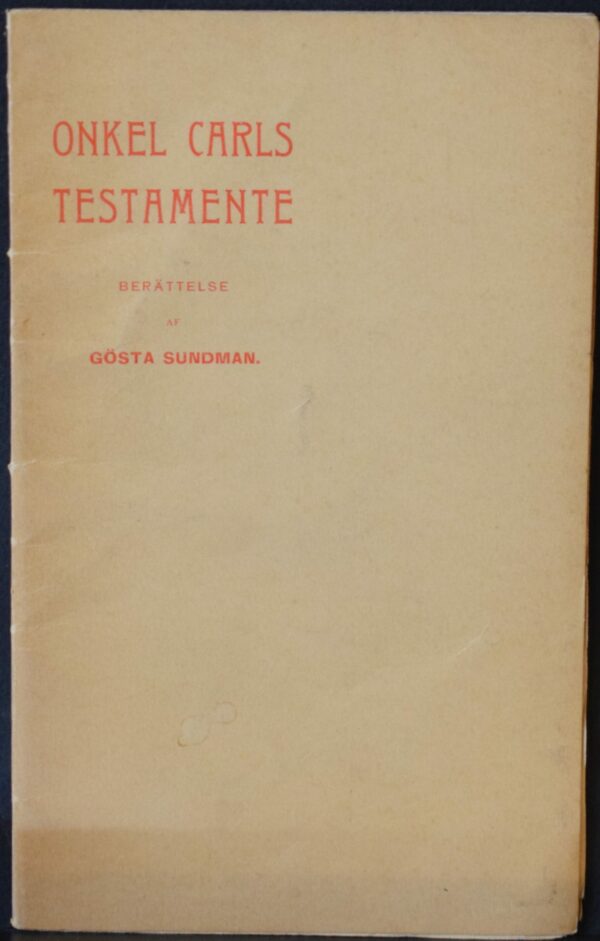 ONKEL CARLS
TESTAMENTE
BERÄTTELSE
AF
GÖSTA SUNDMAN.